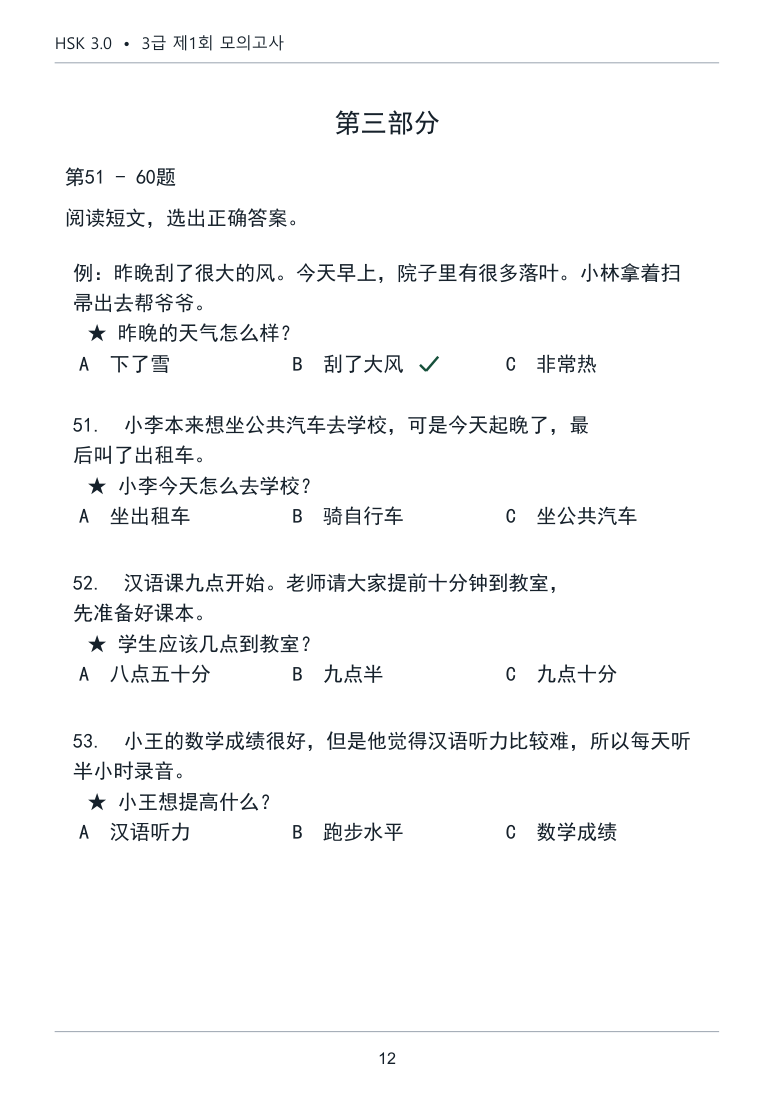 HSK 3.0 • 3급 제1회 모의고사
第三部分
第51 - 60题
阅读短文，选出正确答案。
例：昨晚刮了很大的风。今天早上，院子里有很多落叶。小林拿着扫
帚出去帮爷爷。
★ 昨晚的天气怎么样？
A 下了雪 B 刮了大风 ✓ C 非常热
51. 小李本来想坐公共汽车去学校，可是今天起晚了，最
后叫了出租车。
★ 小李今天怎么去学校？
A 坐出租车 B 骑自行车 C 坐公共汽车
52. 汉语课九点开始。老师请大家提前十分钟到教室，
先准备好课本。
★ 学生应该几点到教室？
A 八点五十分 B 九点半 C 九点十分
53. 小王的数学成绩很好，但是他觉得汉语听力比较难，所以每天听
半小时录音。
★ 小王想提高什么？
A 汉语听力 B 跑步水平 C 数学成绩
12